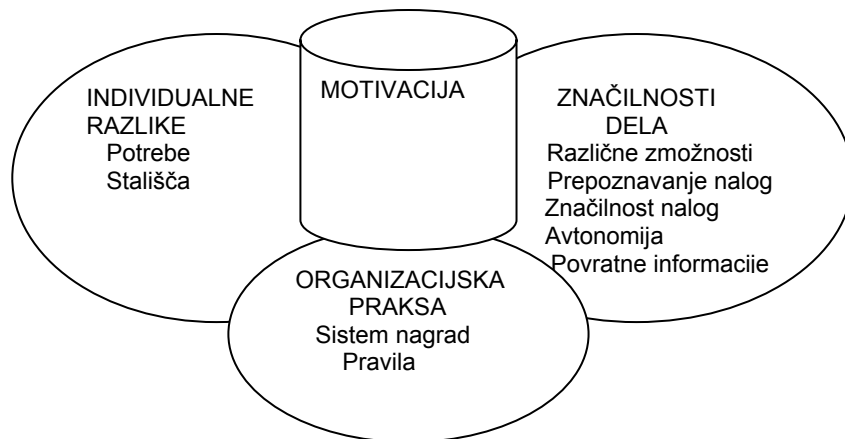 INDIVIDUALNE
RAZLIKE
Potrebe
Stališča
MOTIVACIJA
ZNAČILNOSTI
DELA
Različne zmožnosti
Prepoznavanje nalog
Značilnost nalog
Avtonomija
Povratne informacije
ORGANIZACIJSKA
PRAKSA
Sistem nagrad
Pravila